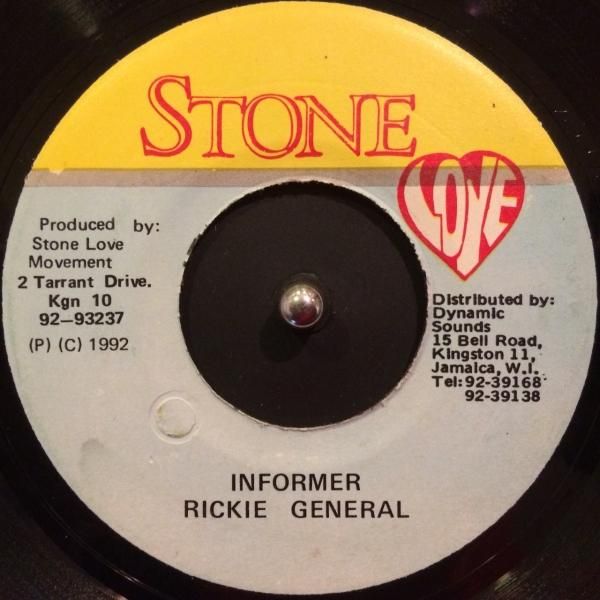 STONE
LOVE
Produced by:
Stone Love
Movement
2 Tarrant Drive.
Kgn 10
92-93237
(P) (C) 1992
Distributed by:
Dynamic
Sounds
15 Bell Road,
Kingston 11,
Jamaica, W.I.
Tel: 92-39168
92-39138
INFORMER
RICKIE GENERAL